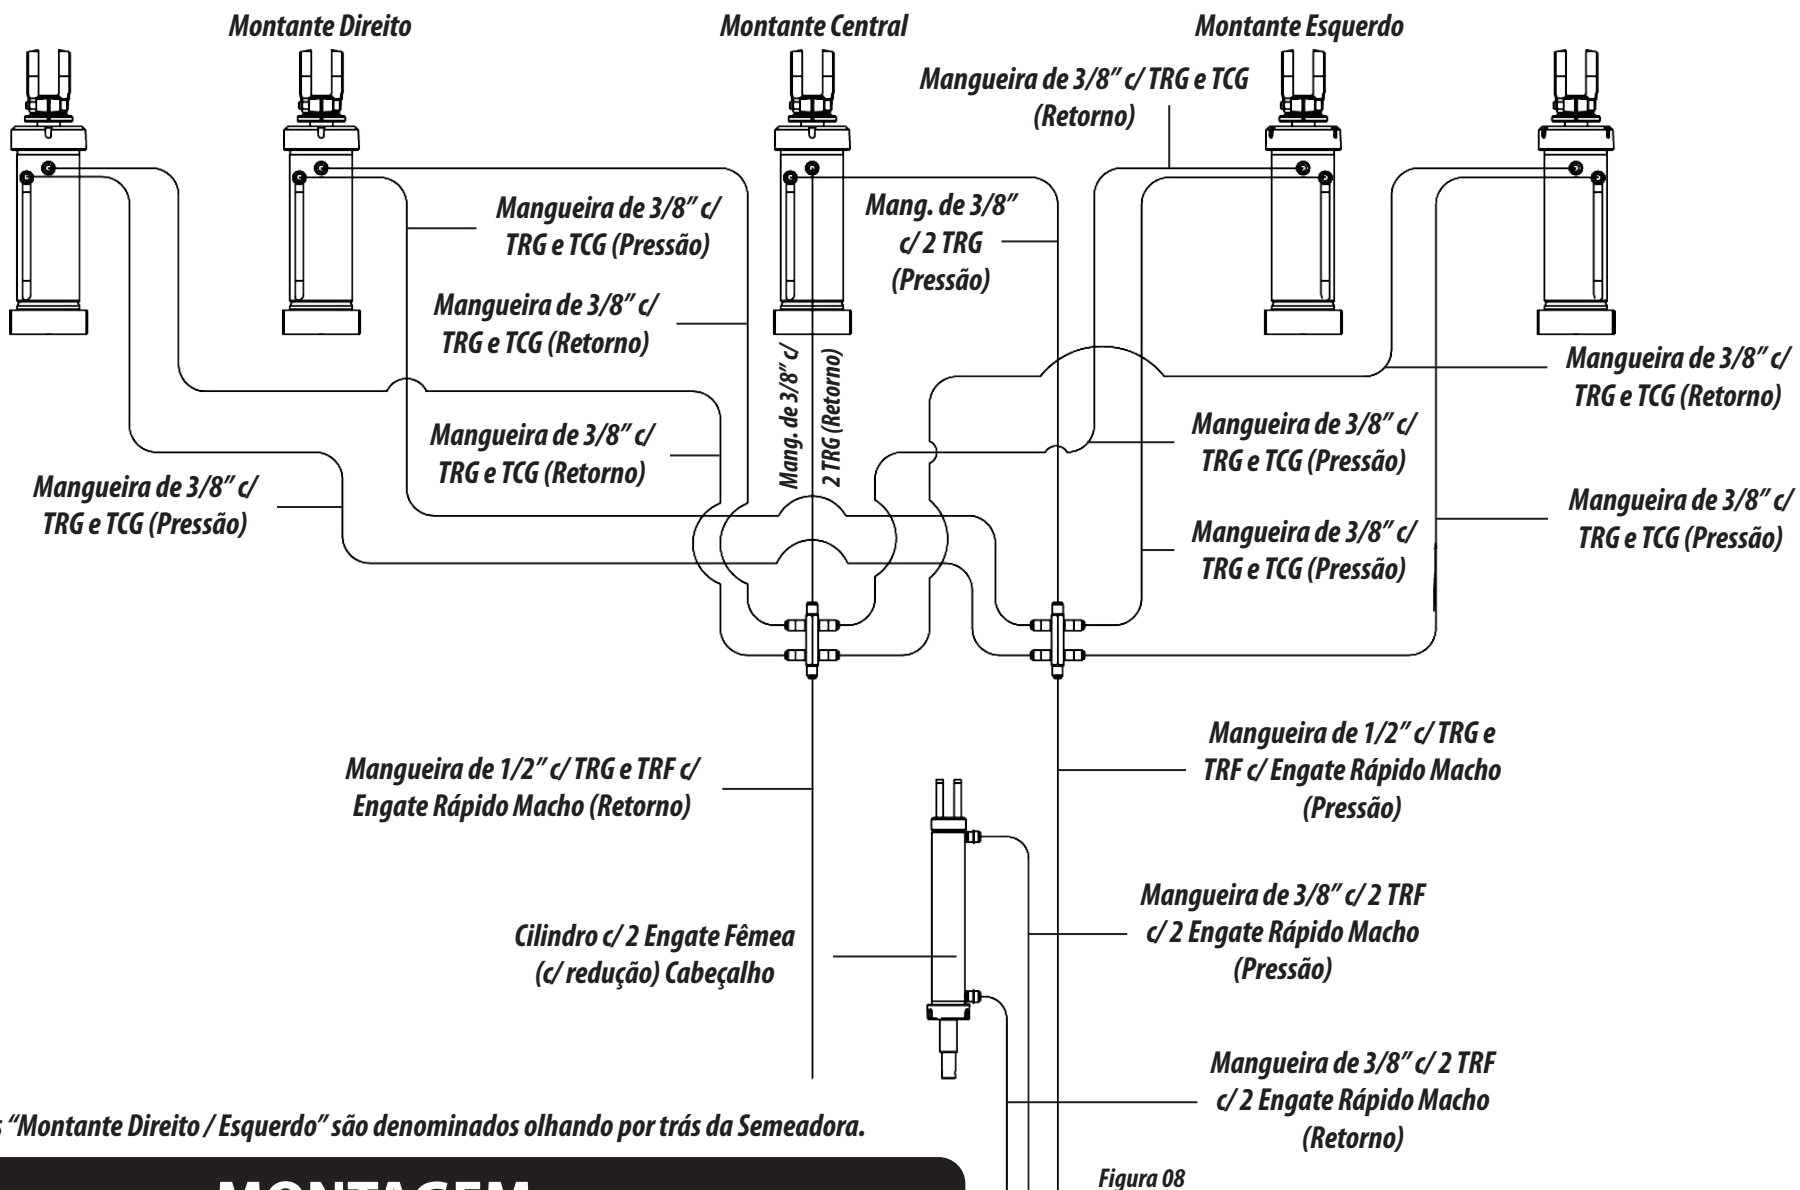 Montante Direito
Montante Central
Montante Esquerdo
Mangueira de 3/8” c/ TRG e TCG
(Retorno)
Mangueira de 3/8” c/
TRG e TCG (Pressão)
Mang. de 3/8”
c/ 2 TRG
(Pressão)
Mangueira de 3/8” c/
TRG e TCG (Retorno)
Mang. de 3/8” c/
2 TRG (Retorno)
Mangueira de 3/8” c/
TRG e TCG (Retorno)
Mangueira de 3/8” c/
TRG e TCG (Retorno)
Mangueira de 3/8” c/
TRG e TCG (Pressão)
Mangueira de 3/8” c/
TRG e TCG (Pressão)
Mangueira de 3/8” c/
TRG e TCG (Pressão)
Mangueira de 3/8” c/
TRG e TCG (Pressão)
Mangueira de 1/2” c/ TRG e TRF c/
Engate Rápido Macho (Retorno)
Mangueira de 1/2” c/ TRG e
TRF c/ Engate Rápido Macho
(Pressão)
Cilindro c/ 2 Engate Fêmea
(c/ redução) Cabeçalho
Mangueira de 3/8” c/ 2 TRF
c/ 2 Engate Rápido Macho
(Pressão)
Mangueira de 3/8” c/ 2 TRF
c/ 2 Engate Rápido Macho
(Retorno)
s “Montante Direito / Esquerdo” são denominados olhando por trás da Semeadora.
MONTAGEM
Figura 08